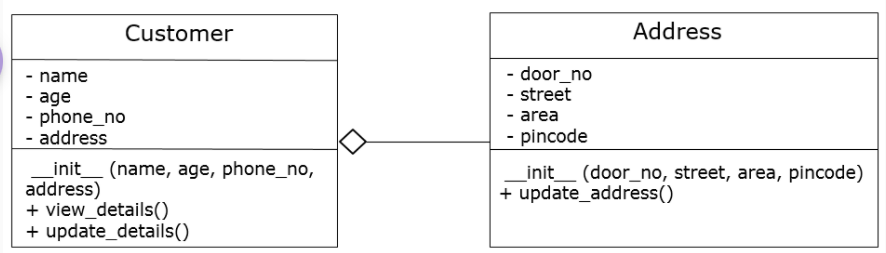 Customer
- name
- age
- phone_no
- address
__init__ (name, age, phone_no,
address)
+ view_details()
+ update_details()
Address
- door_no
- street
- area
- pincode
__init__ (door_no, street, area, pincode)
+ update_address()